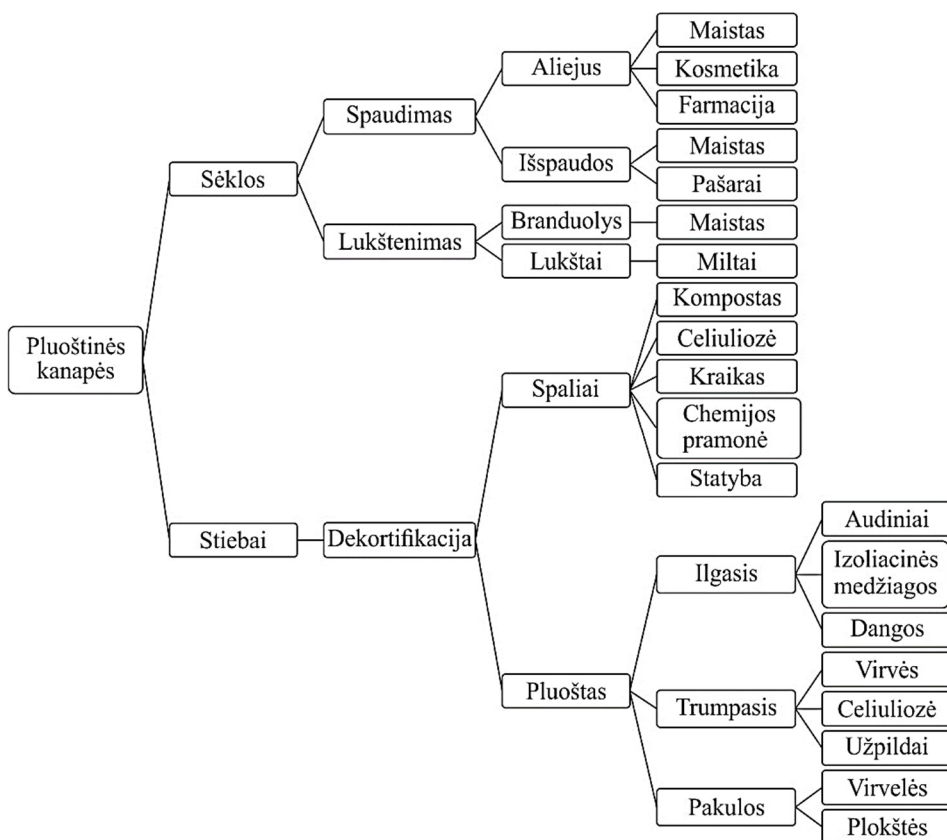 Maistas
Aliejus
Kosmetika
Spaudimas
Farmacija
Maistas
Išspaudos
Sėklos
Pašarai
Branduolys
Maistas
Lukštenimas
Lukštai
Miltai
Kompostas
Pluoštinės
kanapės
Celiuliozė
Spaliai
Kraikas
Chemijos
pramonė
Statyba
Audiniai
Stiebai
Dekortifikacija
Izoliacinės
medžiagos
Ilgasis
Dangos
Virvės
Pluoštas
Trumpasis
Celiuliozė
Užpildai
Virvelės
Pakulos
Plokštės